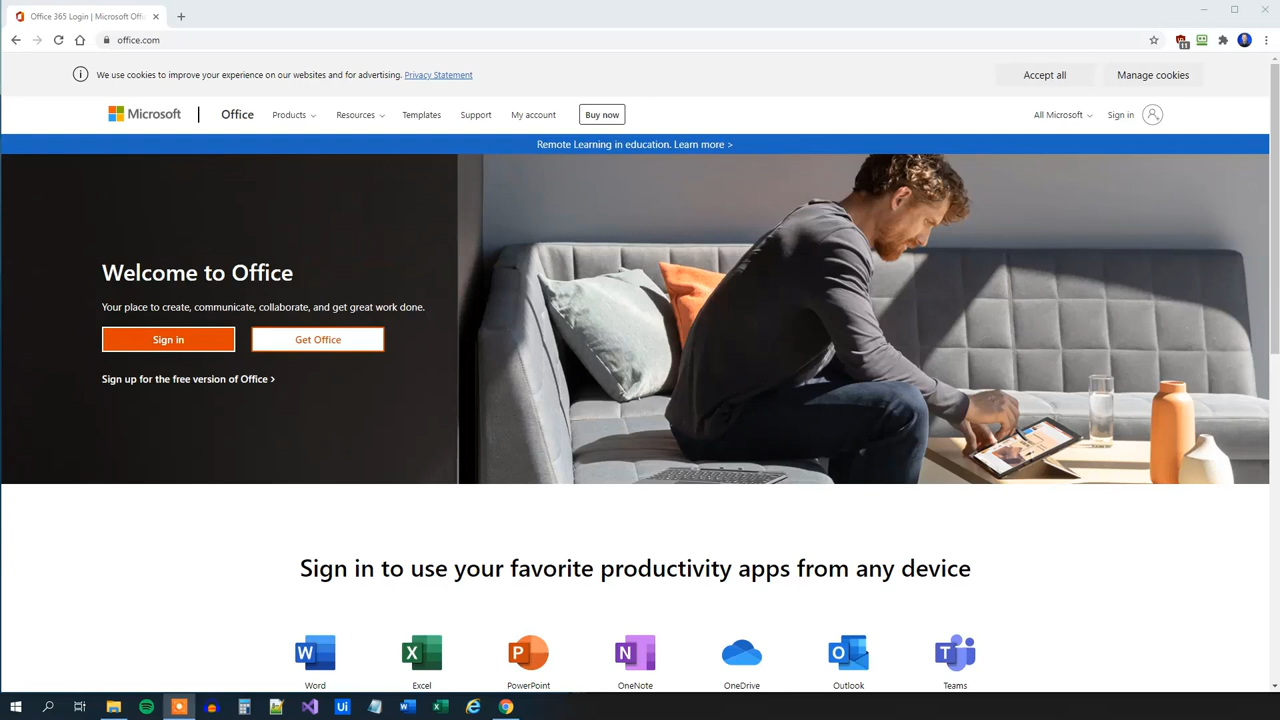 Office 365 Login | Microsoft Offi
office.com
11
We use cookies to improve your experience on our websites and for advertising. Privacy Statement
Accept all
Manage cookies
Microsoft
Office
Products
Resources
Templates
Support
My account
Buy now
All Microsoft
Sign in
Remote Learning in education. Learn more >
Welcome to Office
Your place to create, communicate, collaborate, and get great work done.
Sign in
Get Office
Sign up for the free version of Office >
Sign in to use your favorite productivity apps from any device
W
X
P
N
O
T
Word
Excel
PowerPoint
OneNote
OneDrive
Outlook
Teams
Ui